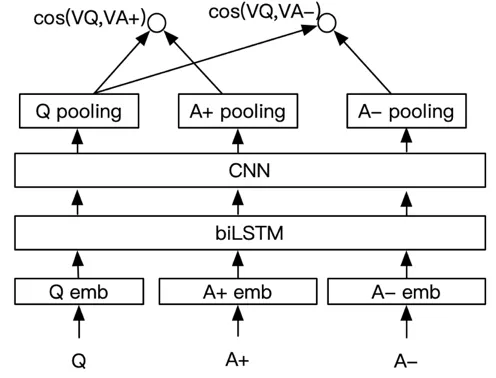 cos(VQ,VA+) cos(VQ,VA−)
Q pooling A+ pooling A− pooling
CNN
biLSTM
Q emb A+ emb A− emb
Q A+ A−